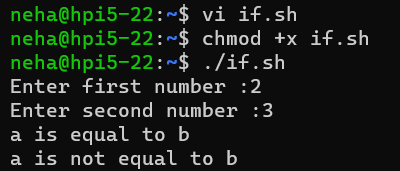 neha@hpi5-22:~$ vi if.sh
neha@hpi5-22:~$ chmod +x if.sh
neha@hpi5-22:~$ ./if.sh
Enter first number :2
Enter second number :3
a is equal to b
a is not equal to b